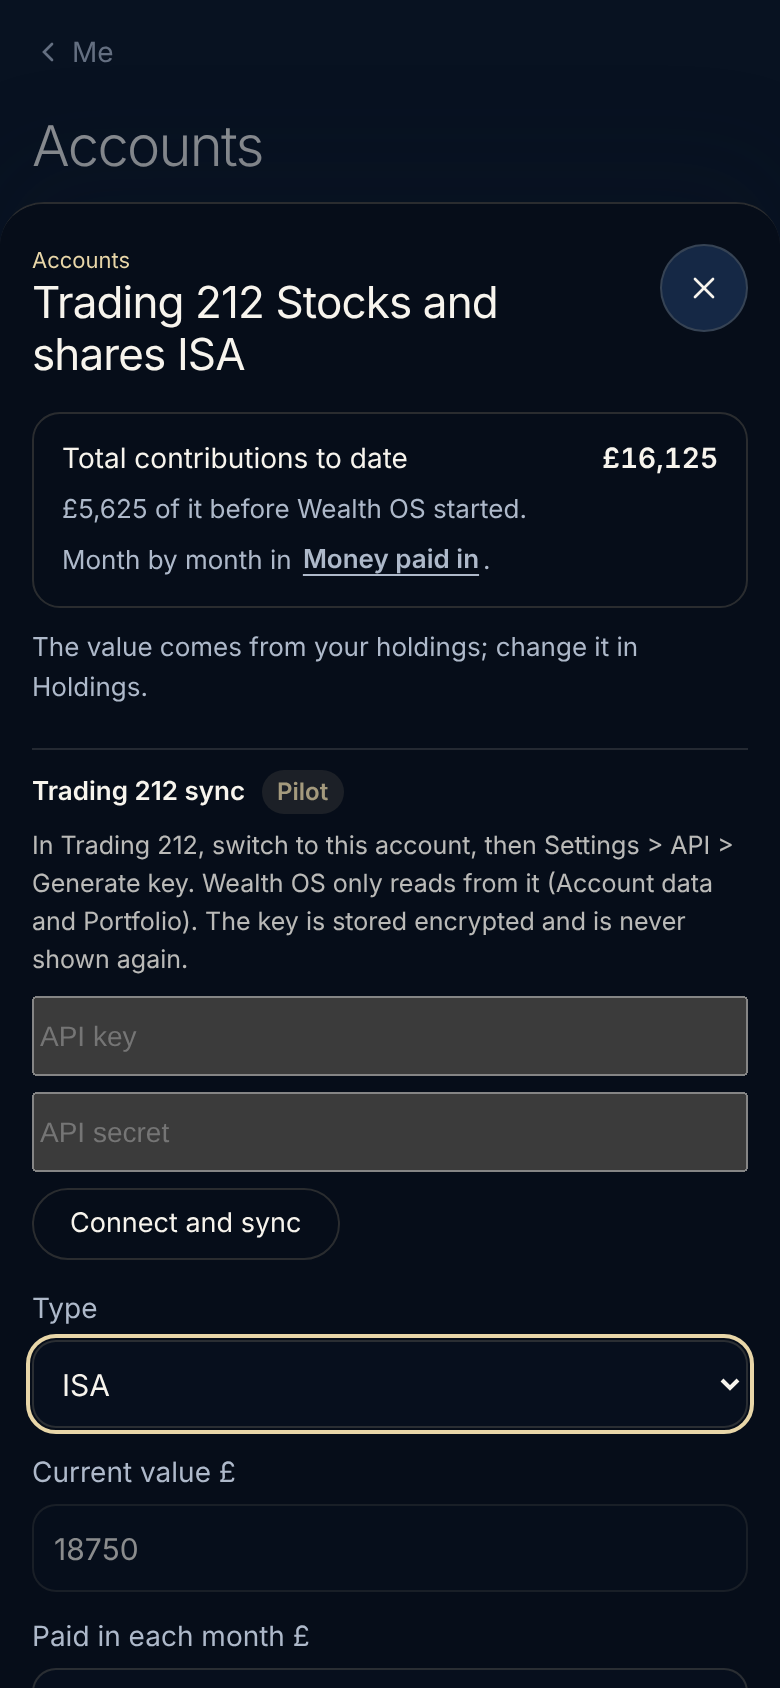 Me
Accounts
Accounts
Trading 212 Stocks and
shares ISA
Total contributions to date £16,125
£5,625 of it before Wealth OS started.
Month by month in Money paid in.
The value comes from your holdings; change it in
Holdings.
Trading 212 sync Pilot
In Trading 212, switch to this account, then Settings > API >
Generate key. Wealth OS only reads from it (Account data
and Portfolio). The key is stored encrypted and is never
shown again.
API key
API secret
Connect and sync
Type
ISA
Current value £
18750
Paid in each month £